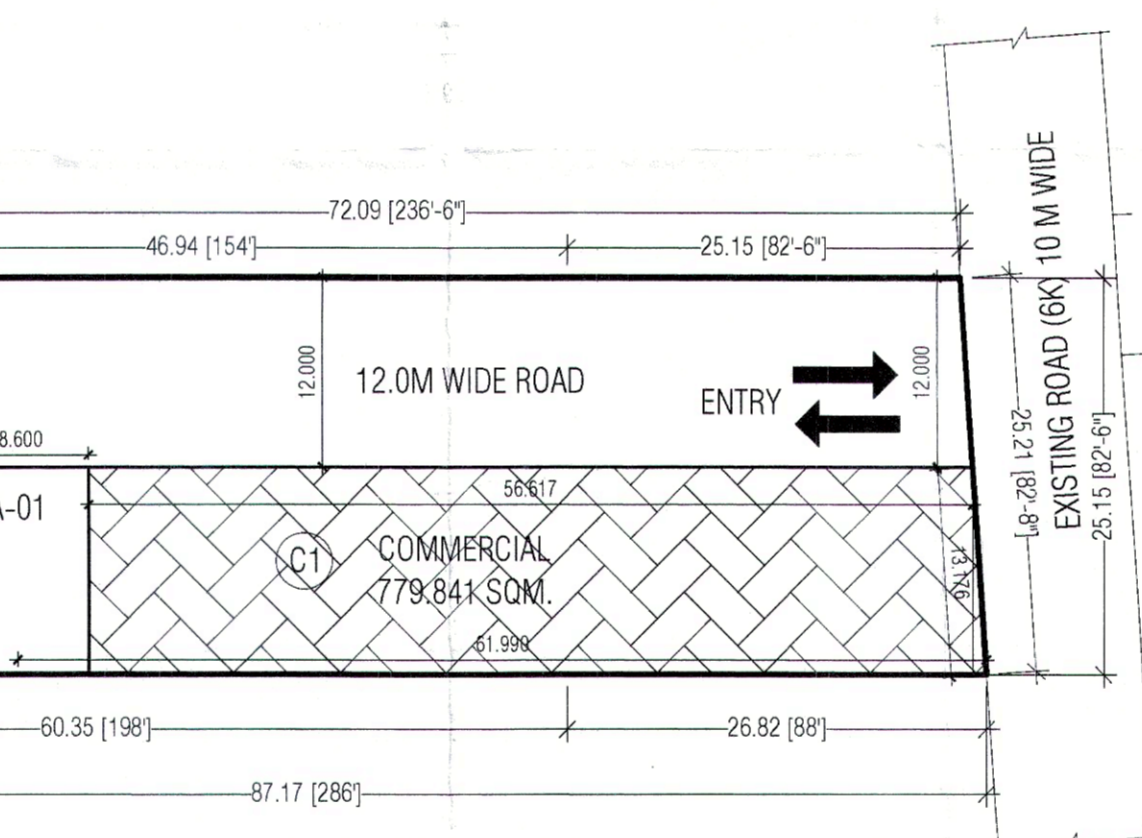 72.09 [236'-6"]
46.94 [154']
25.15 [82'-6"]
12.000
12.0M WIDE ROAD
ENTRY
12.000
EXISTING ROAD (6K) 10 M WIDE
25.21 [82'-8"]
25.15 [82'-6"]
8.600
A-01
56.617
C1
COMMERCIAL
779.841 SQM.
13.176
61.990
60.35 [198']
26.82 [88']
87.17 [286']